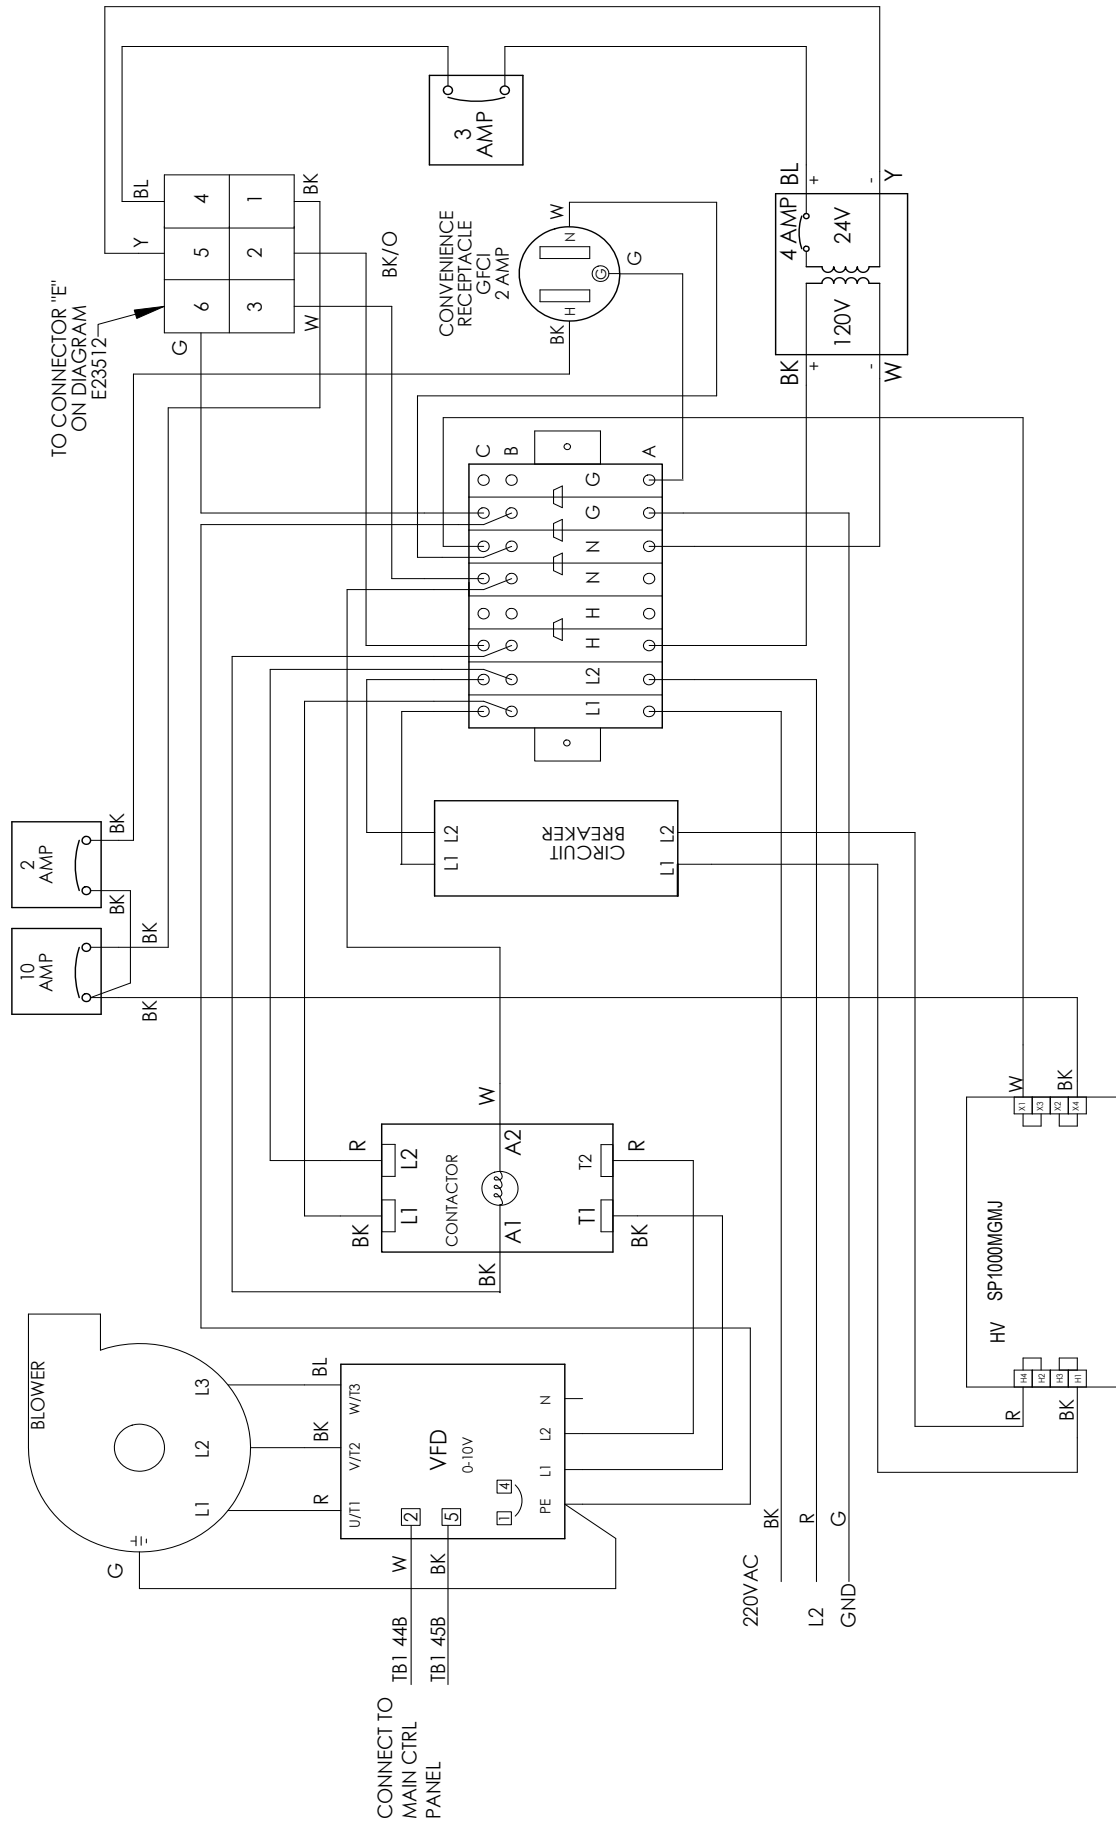 BL
Y
4
5
6
1
2
3
G
BK
W
BK/O
TO CONNECTOR "E"
ON DIAGRAM
E23512
3
AMP
CONVENIENCE
RECEPTACLE
GFCI
2 AMP
BK
H
N
W
G
G
BL
+
-
Y
4 AMP
24V
120V
BK
+
-
W
C
B
A
G
G
N
N
H
H
L2
L1
2
AMP
BK
BK
10
AMP
BK
BK
L1
L2
CIRCUIT
BREAKER
L1
L2
R
BK
L2
L1
CONTACTOR
W
A2
A1
BK
T2
T1
R
BK
BLOWER
L1
L2
L3
G
R
BK
BL
U/T1
V/T2
W/T3
VFD
0-10V
2
5
1
4
PE
L1
L2
N
W
BK
TB1 44B
TB1 45B
CONNECT TO
MAIN CTRL
PANEL
220VAC
BK
L2
R
GND
G
HV
SP1000MGMJ
W
BK
X1
X3
X2
X4
R
BK
H4
H2
H3
H1